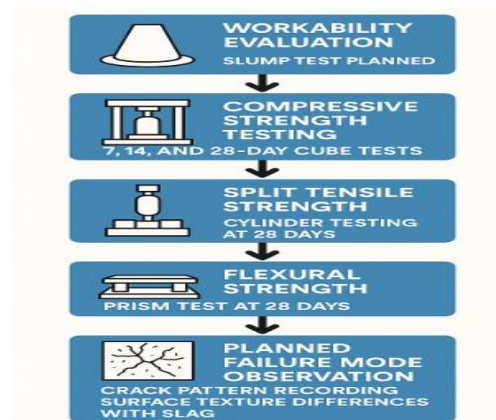 WORKABILITY
EVALUATION
SLUMP TEST PLANNED
COMPRESSIVE
STRENGTH
TESTING
7, 14, AND 28-DAY CUBE TESTS
SPLIT TENSILE
STRENGTH
CYLINDER TESTING
AT 28 DAYS
FLEXURAL
STRENGTH
PRISM TEST AT 28 DAYS
PLANNED
FAILURE MODE
OBSERVATION
CRACK PATTERN RECORDING
SURFACE TEXTURE DIFFERENCES
WITH SLAG